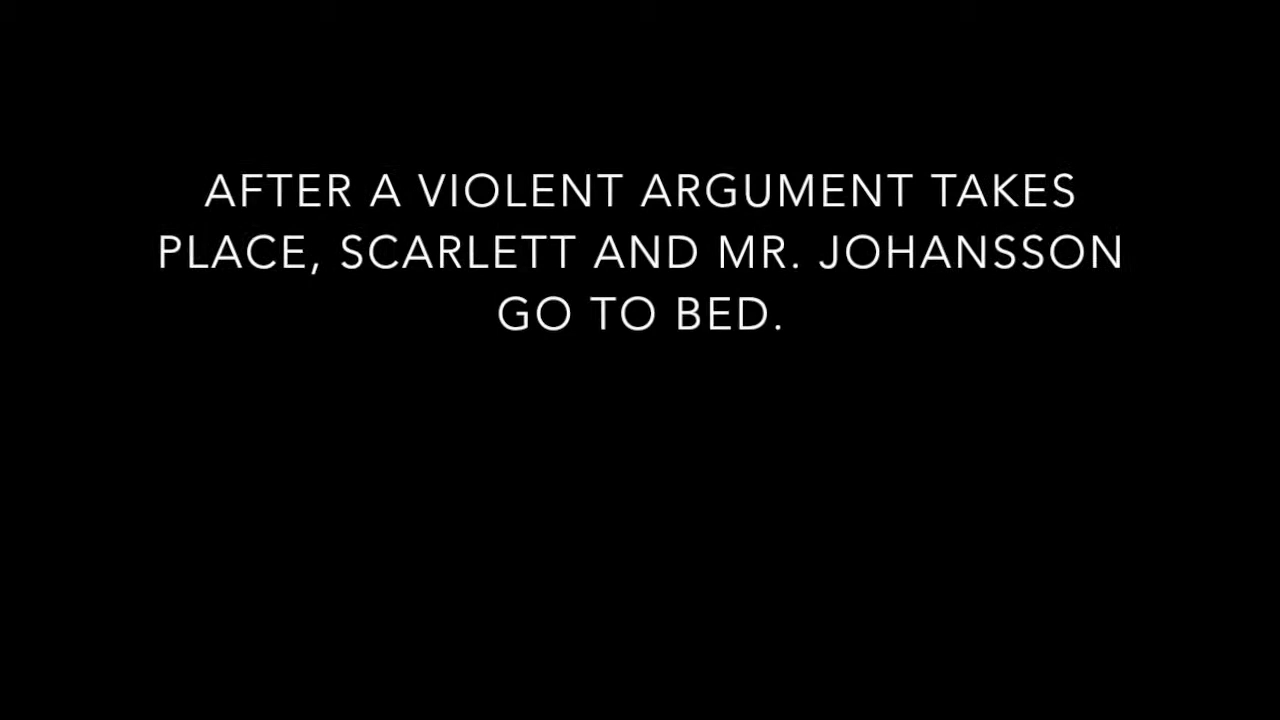 AFTER A VIOLENT ARGUMENT TAKES
PLACE, SCARLETT AND MR. JOHANSSON
GO TO BED.